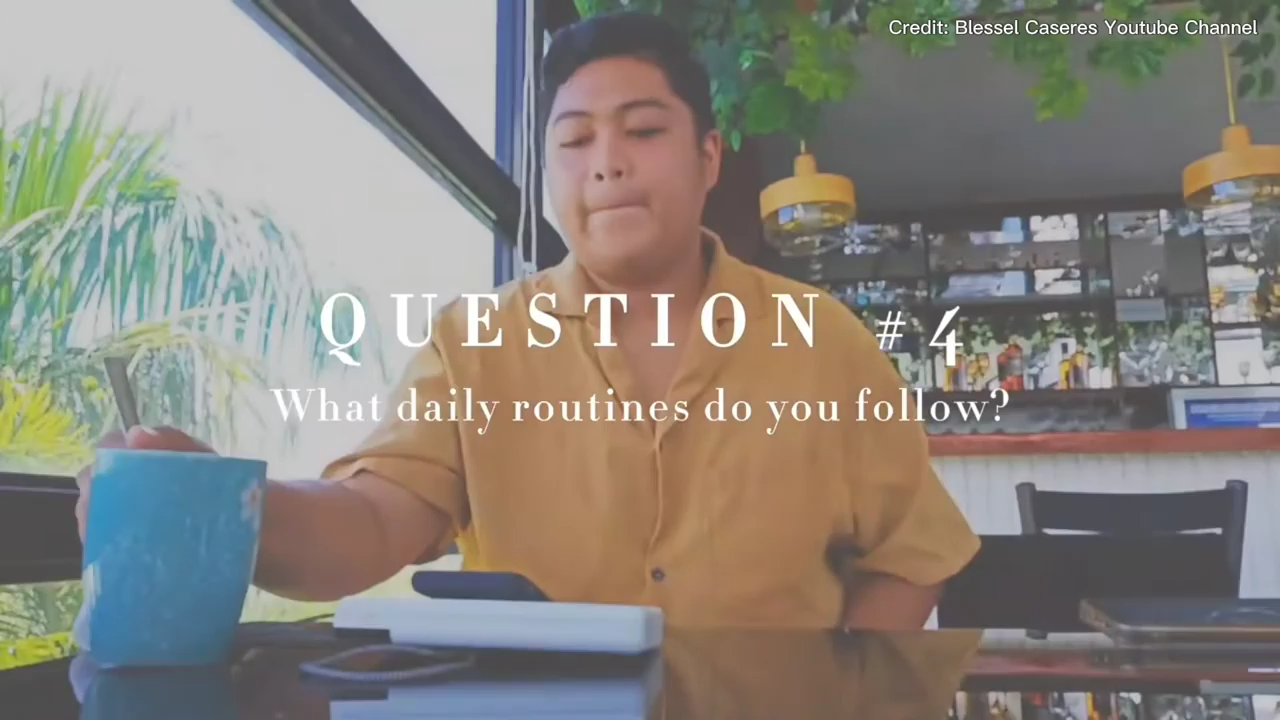 Credit: Blessel Caseres Youtube Channel
QUESTION #4
What daily routines do you follow?